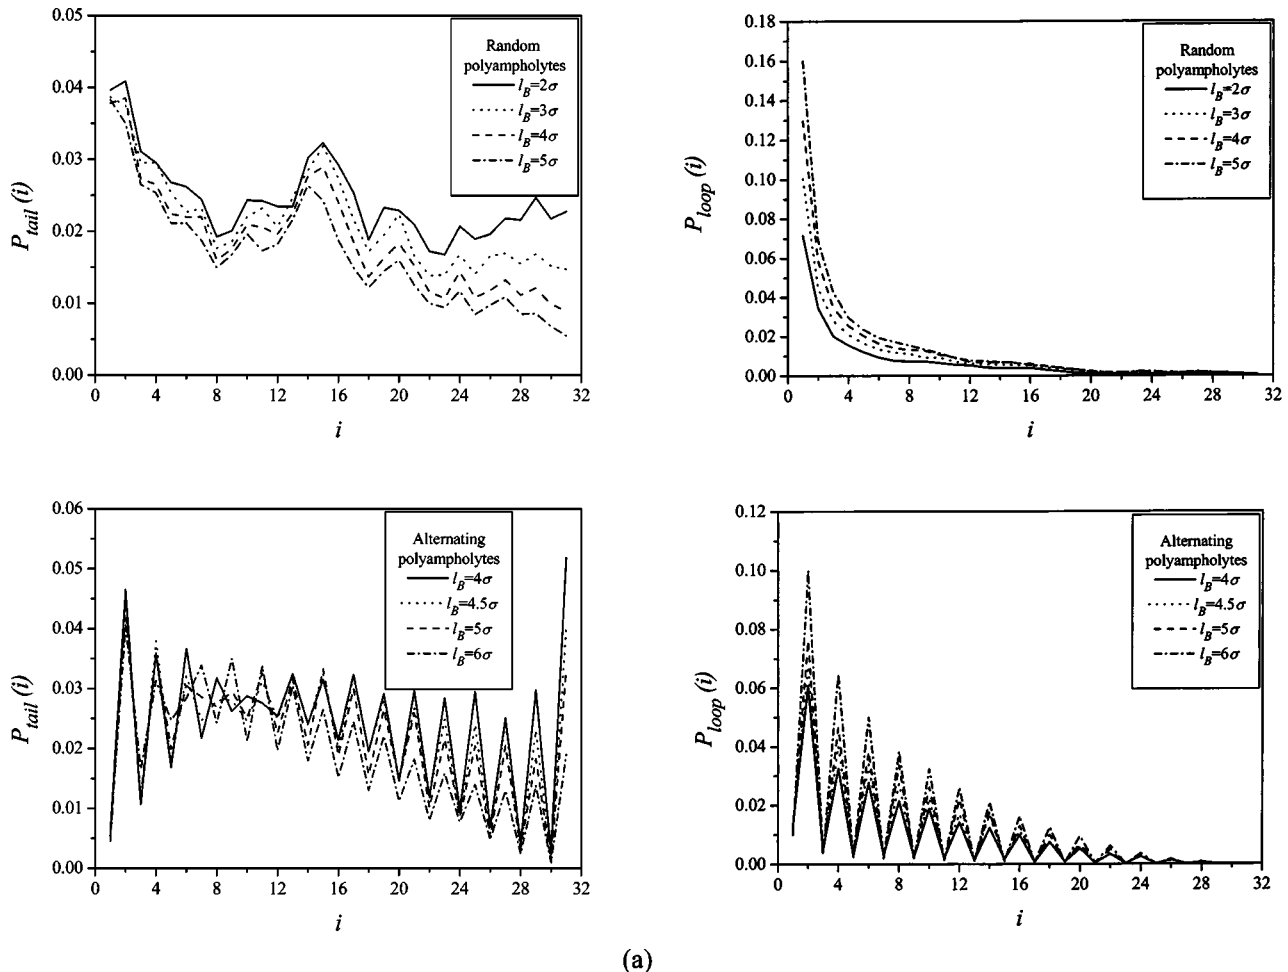 0.05
0.04
0.03
0.02
0.01
0.00
P_tail (i)
0 4 8 12 16 20 24 28 32
i
Random
polyampholytes
l_B=2σ
l_B=3σ
l_B=4σ
l_B=5σ
0.18
0.16
0.14
0.12
0.10
0.08
0.06
0.04
0.02
0.00
P_loop (i)
0 4 8 12 16 20 24 28 32
i
Random
polyampholytes
l_B=2σ
l_B=3σ
l_B=4σ
l_B=5σ
0.06
0.05
0.04
0.03
0.02
0.01
0.00
P_tail (i)
0 4 8 12 16 20 24 28 32
i
Alternating
polyampholytes
l_B=4σ
l_B=4.5σ
l_B=5σ
l_B=6σ
0.12
0.10
0.08
0.06
0.04
0.02
0.00
P_loop (i)
0 4 8 12 16 20 24 28 32
i
Alternating
polyampholytes
l_B=4σ
l_B=4.5σ
l_B=5σ
l_B=6σ
(a)